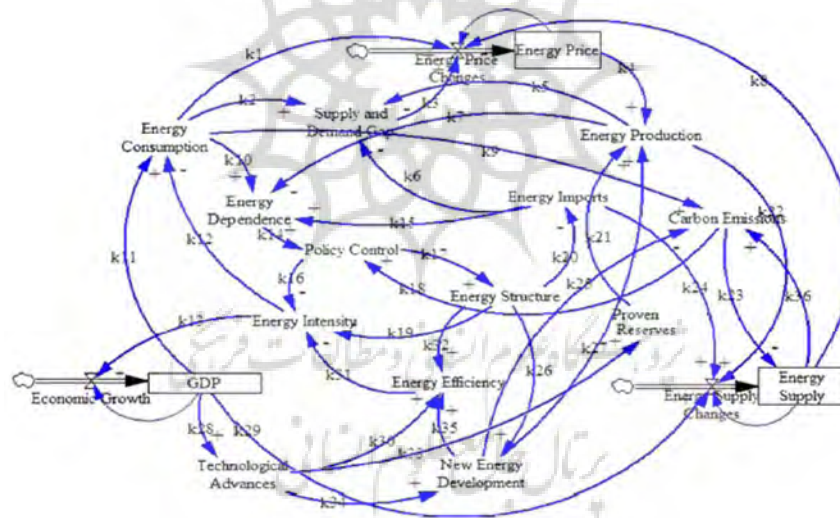 k1
Energy Price
Energy Price
Changes
k4
k8
k2
k3
k5
Supply and
Demand Gap
k7
Energy
Consumption
Energy Production
k9
k10
k6
Energy
Dependence
k15
Energy Imports
Carbon Emissions
k14
Policy Control
k17
k20
k21
k11
k12
k16
k18
Energy Structure
k24
k23
k36
Energy Intensity
k19
Proven
Reserves
k13
k32
k26
k27
GDP
Economic Growth
k31
Energy Efficiency
Energy Supply
Changes
Energy
Supply
k28
k29
k30
k35
Technological
Advances
New Energy
Development